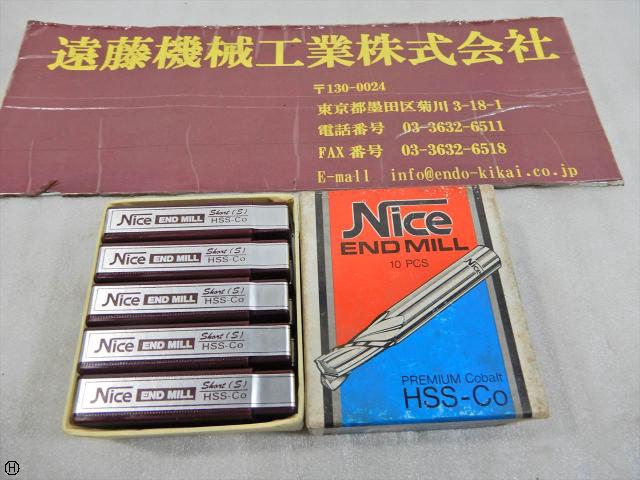 遠藤機械工業株式会社
〒130-0024
東京都墨田区菊川 3-18-1
電話番号 03-3632-6511
FAX 番号 03-3632-6518
E-mail info@endo-kikai.co.jp
Nice END MILL Short (S) HSS-Co
Nice END MILL Short (S) HSS-Co
Nice END MILL Short (S) HSS-Co
Nice END MILL Short (S) HSS-Co
Nice END MILL Short (S) HSS-Co
Nice
END MILL
10 PCS
NICE
PREMIUM Cobalt
HSS-Co
H